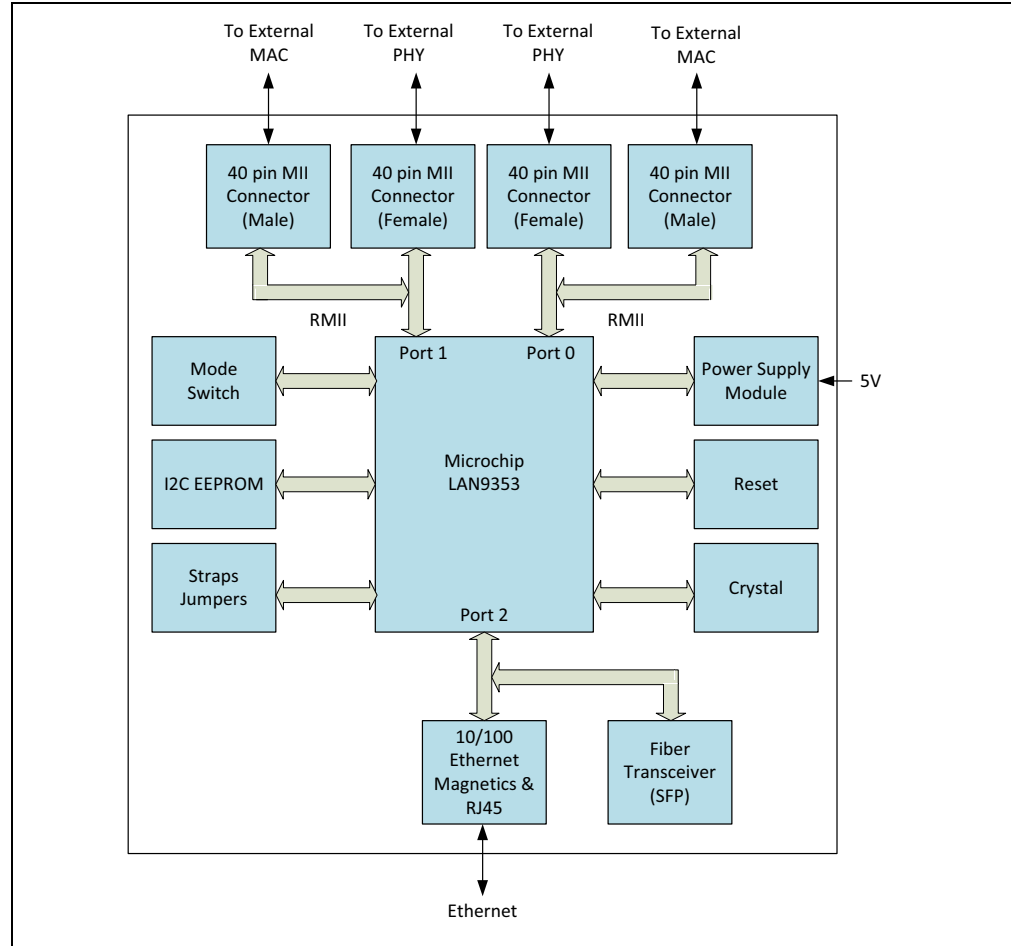 To External
MAC
To External
PHY
To External
PHY
To External
MAC
40 pin MII
Connector
(Male)
40 pin MII
Connector
(Female)
40 pin MII
Connector
(Female)
40 pin MII
Connector
(Male)
RMII
RMII
Port 1
Port 0
Mode
Switch
Power Supply
Module
5V
I2C EEPROM
Microchip
LAN9353
Reset
Straps
Jumpers
Crystal
Port 2
10/100
Ethernet
Magnetics &
RJ45
Fiber
Transceiver
(SFP)
Ethernet